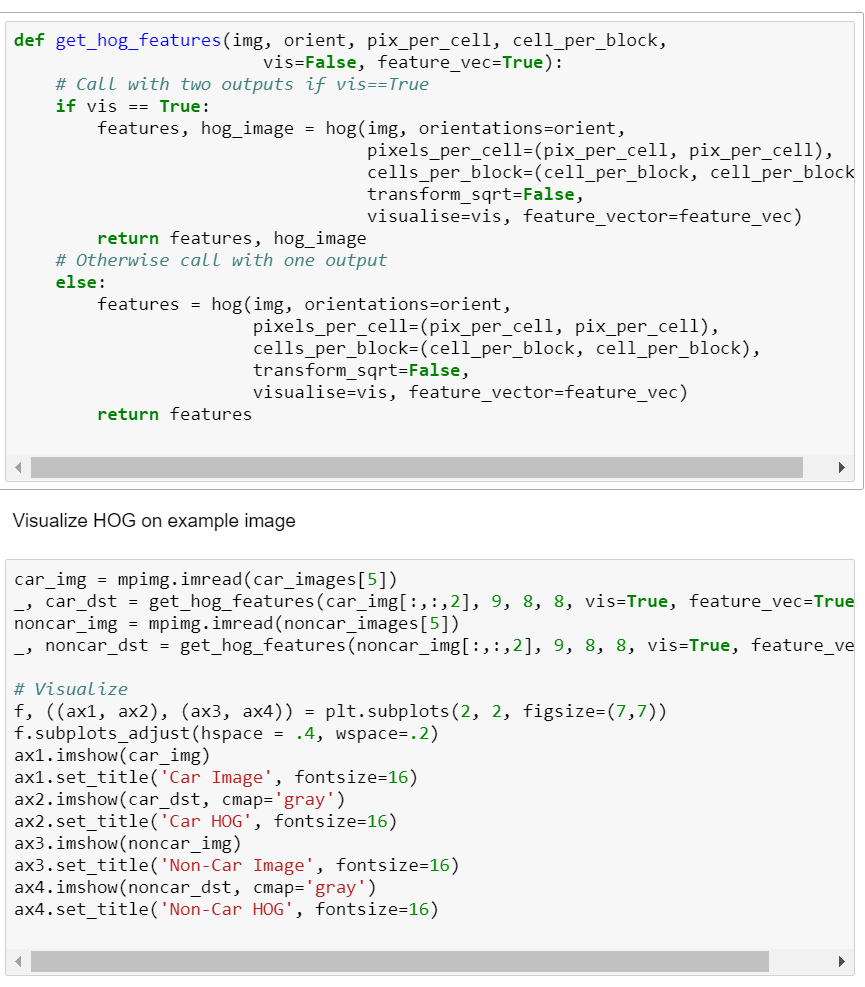 def get_hog_features(img, orient, pix_per_cell, cell_per_block,
                        vis=False, feature_vec=True):
    # Call with two outputs if vis==True
    if vis == True:
        features, hog_image = hog(img, orientations=orient,
                                  pixels_per_cell=(pix_per_cell, pix_per_cell),
                                  cells_per_block=(cell_per_block, cell_per_block
                                  transform_sqrt=False,
                                  visualise=vis, feature_vector=feature_vec)
        return features, hog_image
    # Otherwise call with one output
    else:
        features = hog(img, orientations=orient,
                       pixels_per_cell=(pix_per_cell, pix_per_cell),
                       cells_per_block=(cell_per_block, cell_per_block),
                       transform_sqrt=False,
                       visualise=vis, feature_vector=feature_vec)
        return features
Visualize HOG on example image
car_img = mpimg.imread(car_images[5])
_, car_dst = get_hog_features(car_img[:,:,2], 9, 8, 8, vis=True, feature_vec=True
noncar_img = mpimg.imread(noncar_images[5])
_, noncar_dst = get_hog_features(noncar_img[:,:,2], 9, 8, 8, vis=True, feature_ve
# Visualize
f, ((ax1, ax2), (ax3, ax4)) = plt.subplots(2, 2, figsize=(7,7))
f.subplots_adjust(hspace = .4, wspace=.2)
ax1.imshow(car_img)
ax1.set_title('Car Image', fontsize=16)
ax2.imshow(car_dst, cmap='gray')
ax2.set_title('Car HOG', fontsize=16)
ax3.imshow(noncar_img)
ax3.set_title('Non-Car Image', fontsize=16)
ax4.imshow(noncar_dst, cmap='gray')
ax4.set_title('Non-Car HOG', fontsize=16)